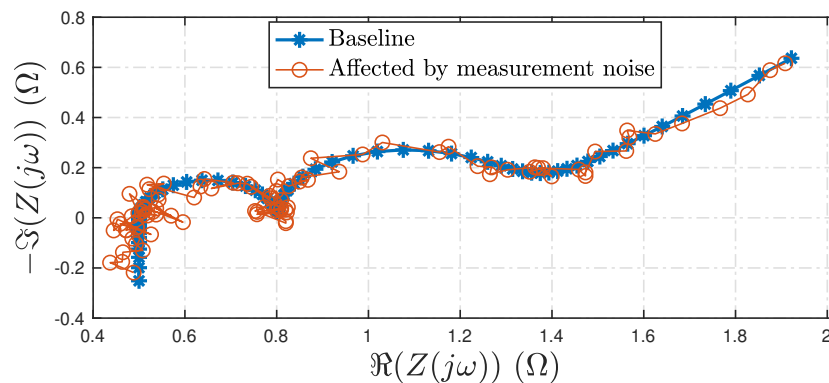 0.8
0.6
0.4
0.2
0
-0.2
-0.4
−ℑ(Z(jω)) (Ω)
Baseline
Affected by measurement noise
0.4 0.6 0.8 1 1.2 1.4 1.6 1.8 2
ℜ(Z(jω)) (Ω)